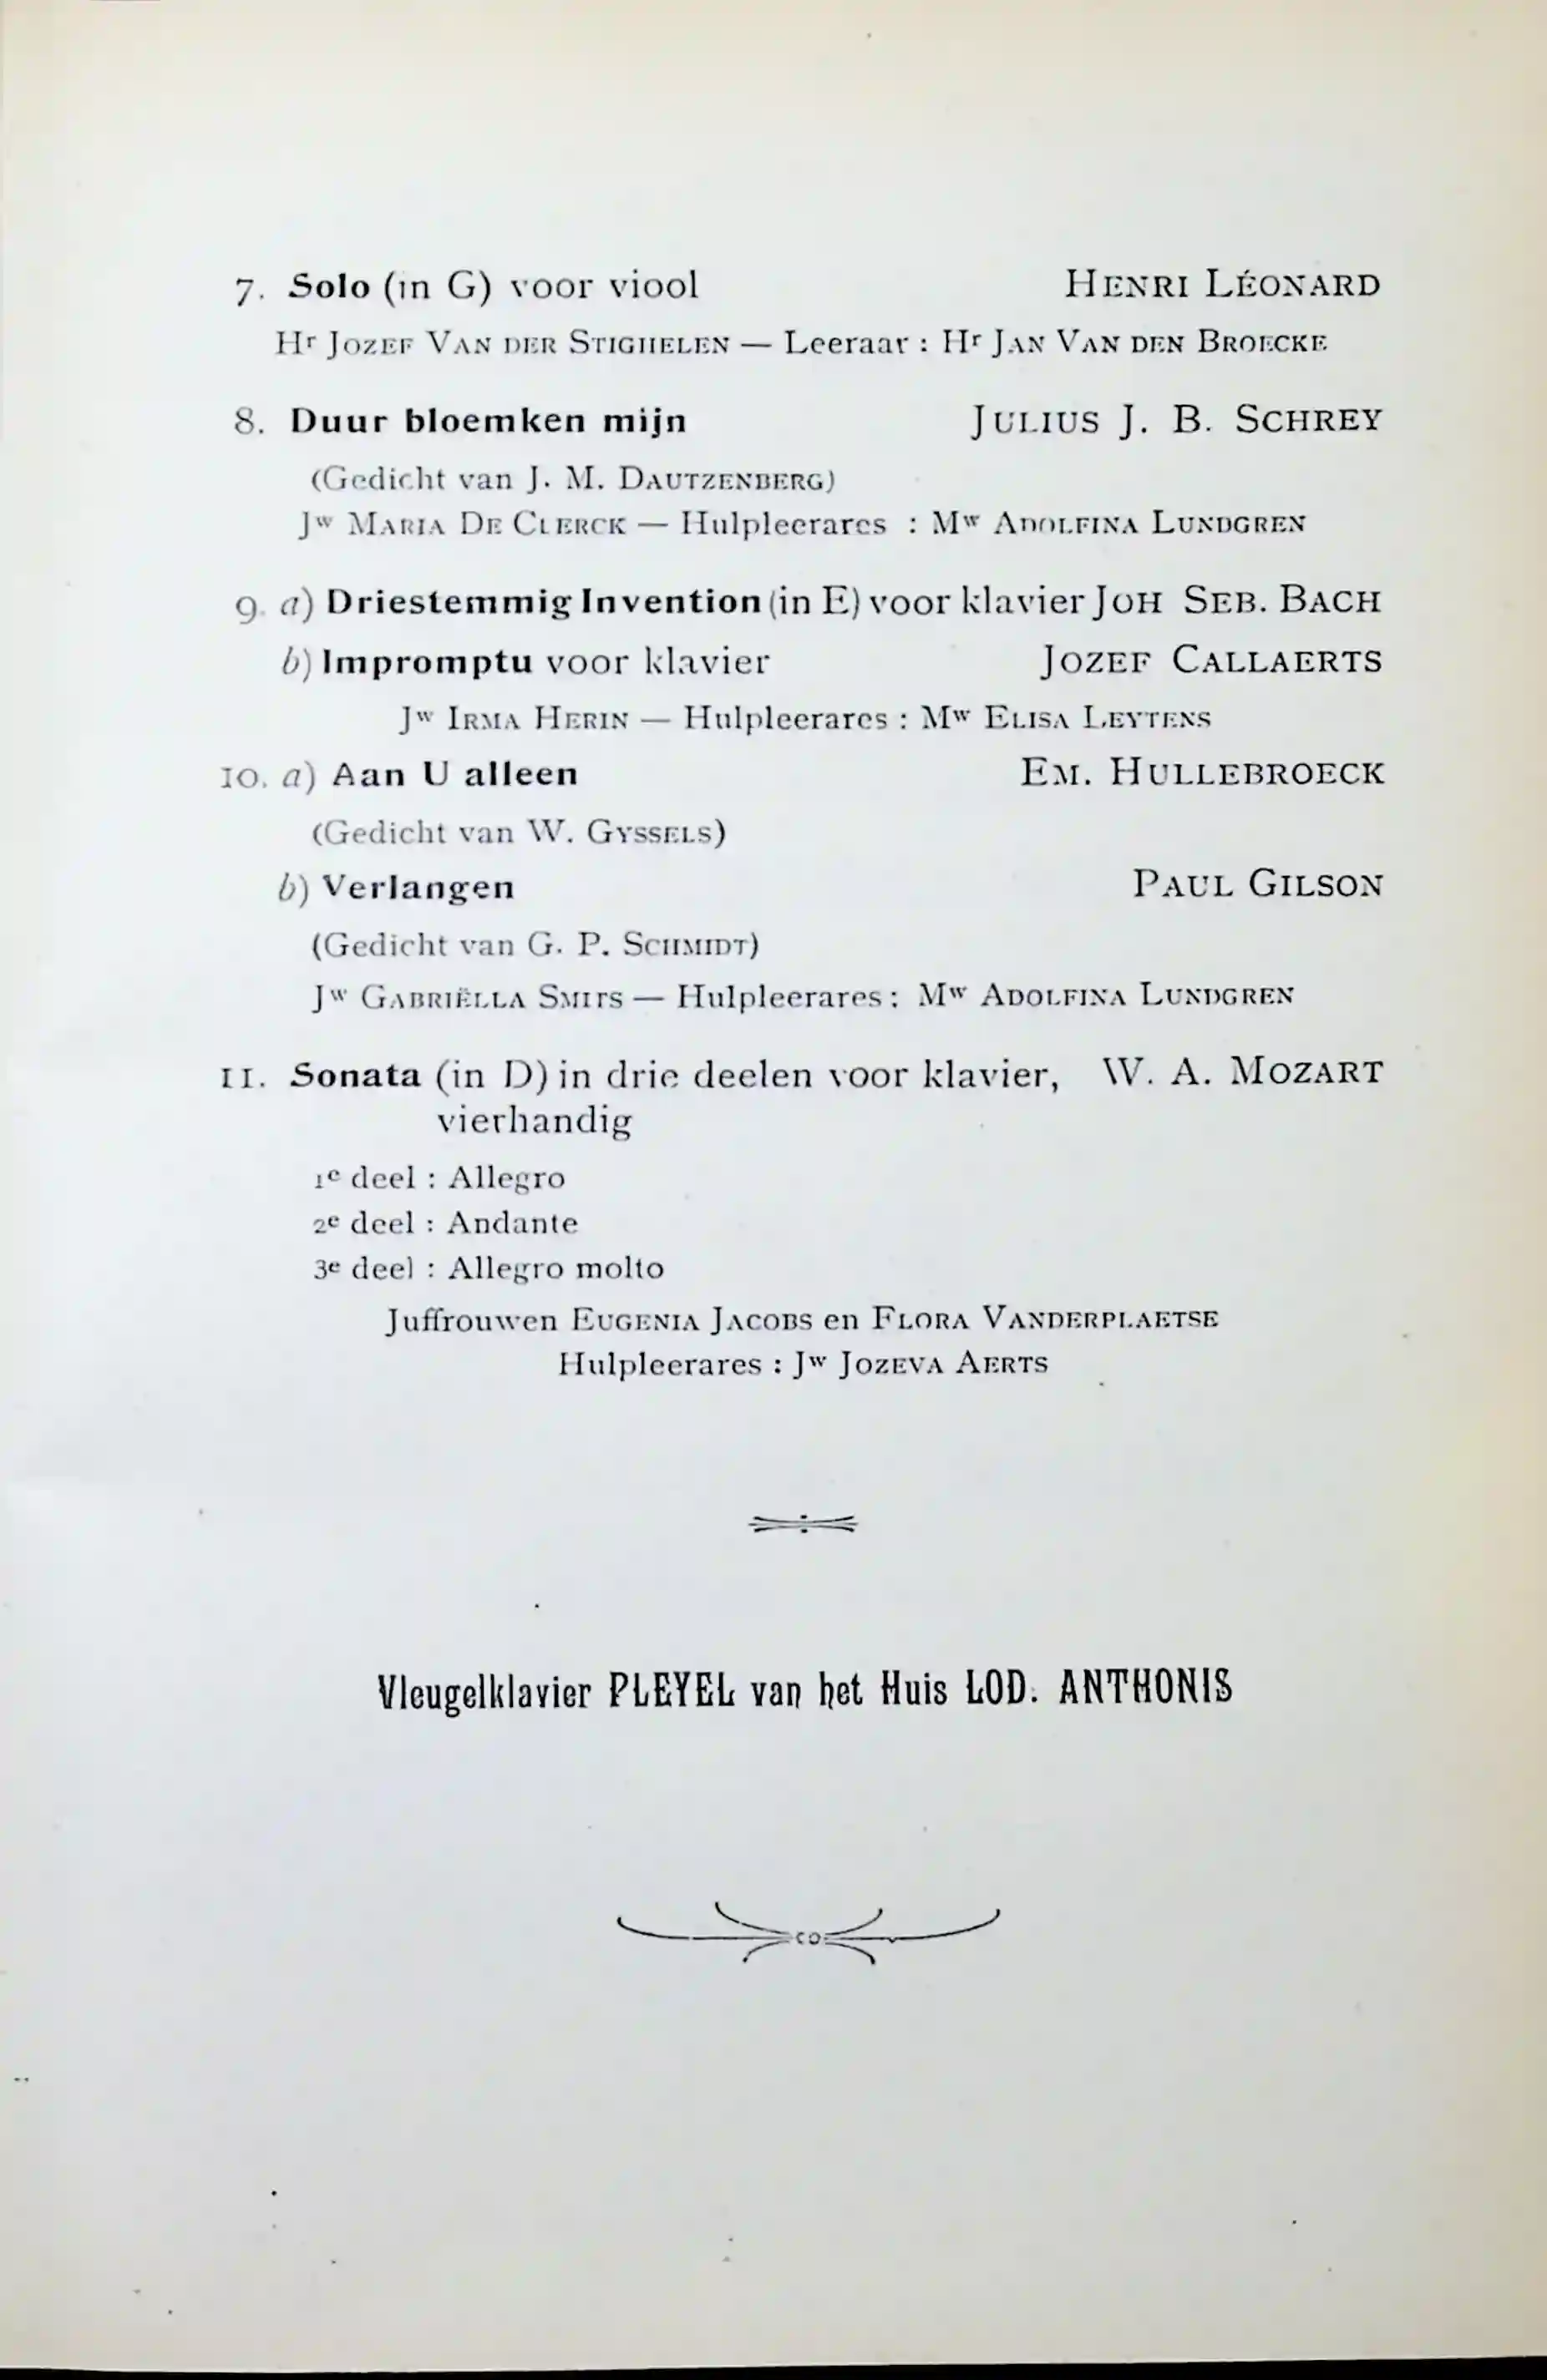 7. Solo (in G) voor viool HENRI LÉONARD
Hr JOZEF VAN DER STIGHELEN — Leeraar : Hr JAN VAN DEN BROECKE
8. Duur bloemken mijn JULIUS J. B. SCHREY
(Gedicht van J. M. DAUTZENBERG)
Jw MARIA DE CLERCK — Hulpleerares : Mw ADOLFINA LUNDGREN
9. a) Driestemmig Invention (in E) voor klavier JOH SEB. BACH
b) Impromptu voor klavier JOZEF CALLAERTS
Jw IRMA HERIN — Hulpleerares : Mw ELISA LEYTENS
10. a) Aan U alleen EM. HULLEBROECK
(Gedicht van W. GYSSELS)
b) Verlangen PAUL GILSON
(Gedicht van G. P. SCHMIDT)
Jw GABRIËLLA SMITS — Hulpleerares : Mw ADOLFINA LUNDGREN
11. Sonata (in D) in drie deelen voor klavier, W. A. MOZART
vierhandig
1e deel : Allegro
2e deel : Andante
3e deel : Allegro molto
Juffrouwen EUGENIA JACOBS en FLORA VANDERPLAETSE
Hulpleerares : Jw JOZEVA AERTS
Vleugelklavier PLEYEL van het Huis LOD. ANTHONIS